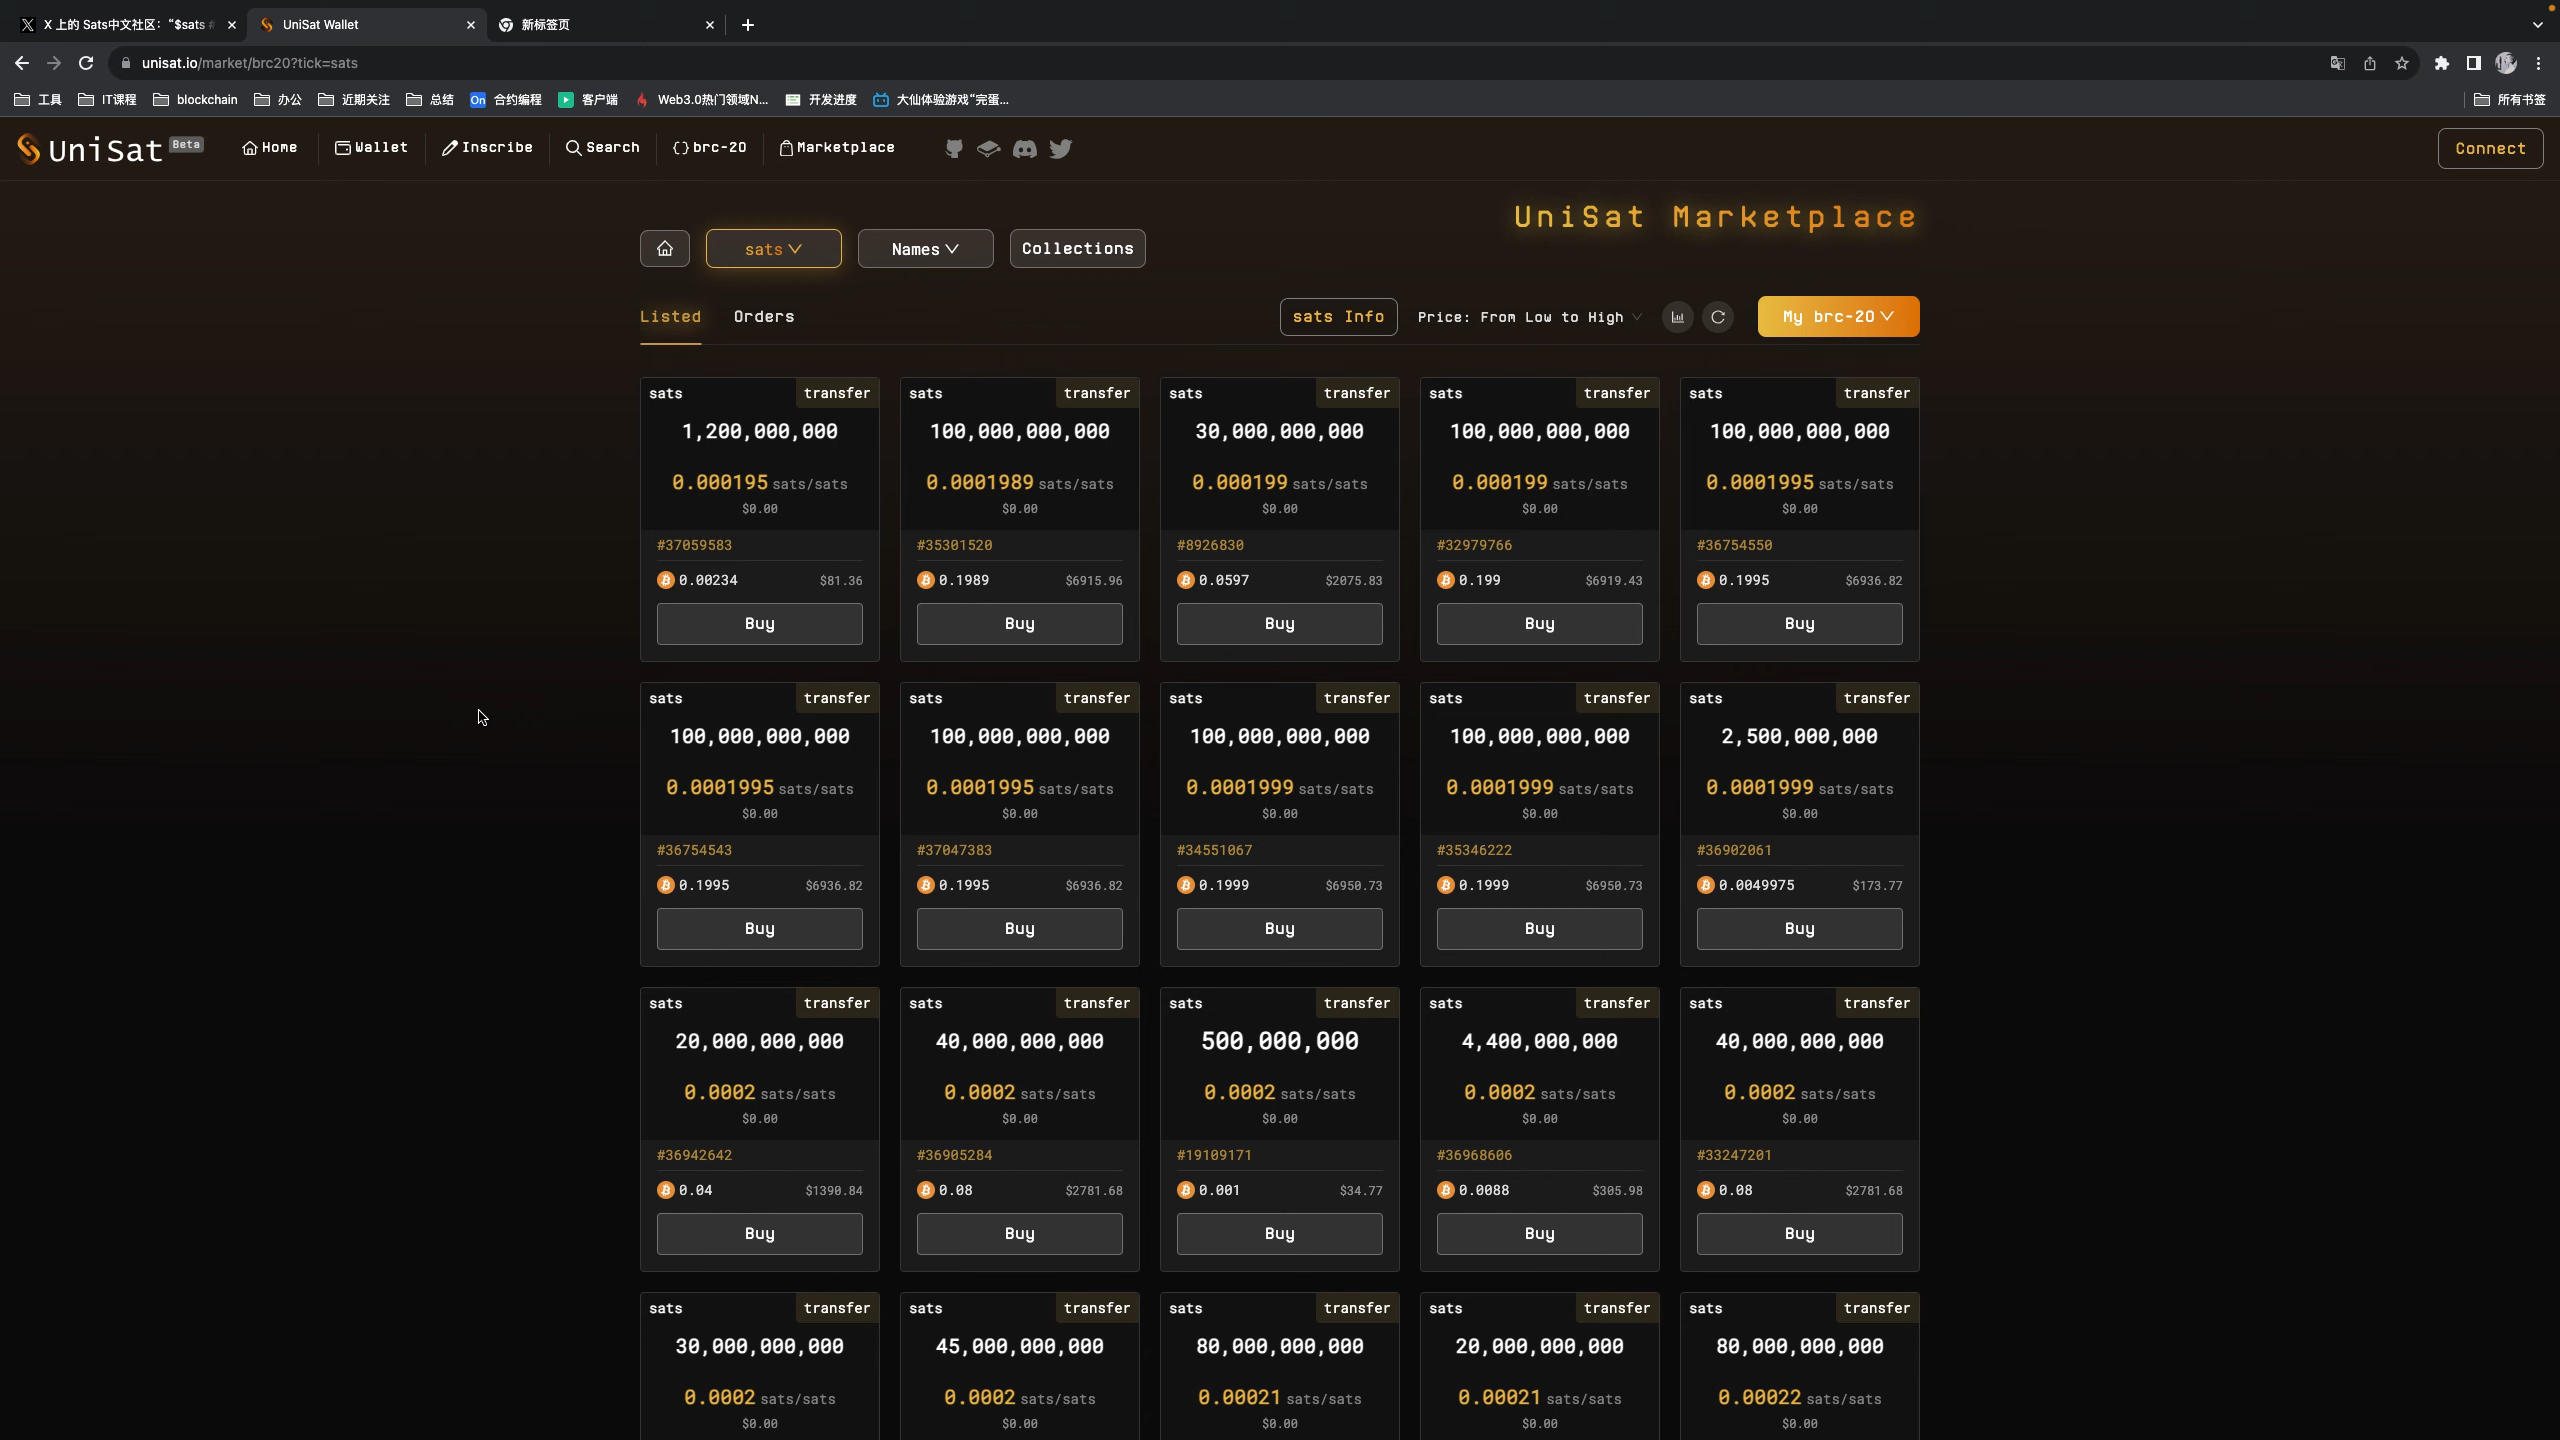 X 上的 Sats中文社区：“$sats #
UniSat Wallet
新标签页
unisat.io/market/brc20?tick=sats
工具
IT课程
blockchain
办公
近期关注
总结
On 合约编程
客户端
Web3.0热门领域N...
开发进度
大仙体验游戏“完蛋...
所有书签
UniSat Beta
Home
Wallet
Inscribe
Search
brc-20
Marketplace
Connect
UniSat Marketplace
sats
Names
Collections
Listed
Orders
sats Info
Price: From Low to High
My brc-20
sats transfer
1,200,000,000
0.000195 sats/sats
$0.00
#37059583
0.00234 $81.36
Buy
sats transfer
100,000,000,000
0.0001989 sats/sats
$0.00
#35301520
0.1989 $6915.96
Buy
sats transfer
30,000,000,000
0.000199 sats/sats
$0.00
#8926830
0.0597 $2075.83
Buy
sats transfer
100,000,000,000
0.000199 sats/sats
$0.00
#32979766
0.199 $6919.43
Buy
sats transfer
100,000,000,000
0.0001995 sats/sats
$0.00
#36754550
0.1995 $6936.82
Buy
sats transfer
100,000,000,000
0.0001995 sats/sats
$0.00
#36754543
0.1995 $6936.82
Buy
sats transfer
100,000,000,000
0.0001995 sats/sats
$0.00
#37047383
0.1995 $6936.82
Buy
sats transfer
100,000,000,000
0.0001999 sats/sats
$0.00
#34551067
0.1999 $6950.73
Buy
sats transfer
100,000,000,000
0.0001999 sats/sats
$0.00
#35346222
0.1999 $6950.73
Buy
sats transfer
2,500,000,000
0.0001999 sats/sats
$0.00
#36902061
0.0049975 $173.77
Buy
sats transfer
20,000,000,000
0.0002 sats/sats
$0.00
#36942642
0.04 $1390.84
Buy
sats transfer
40,000,000,000
0.0002 sats/sats
$0.00
#36905284
0.08 $2781.68
Buy
sats transfer
500,000,000
0.0002 sats/sats
$0.00
#19109171
0.001 $34.77
Buy
sats transfer
4,400,000,000
0.0002 sats/sats
$0.00
#36968606
0.0088 $305.98
Buy
sats transfer
40,000,000,000
0.0002 sats/sats
$0.00
#33247201
0.08 $2781.68
Buy
sats transfer
30,000,000,000
0.0002 sats/sats
$0.00
sats transfer
45,000,000,000
0.0002 sats/sats
$0.00
sats transfer
80,000,000,000
0.00021 sats/sats
$0.00
sats transfer
20,000,000,000
0.00021 sats/sats
$0.00
sats transfer
80,000,000,000
0.00022 sats/sats
$0.00